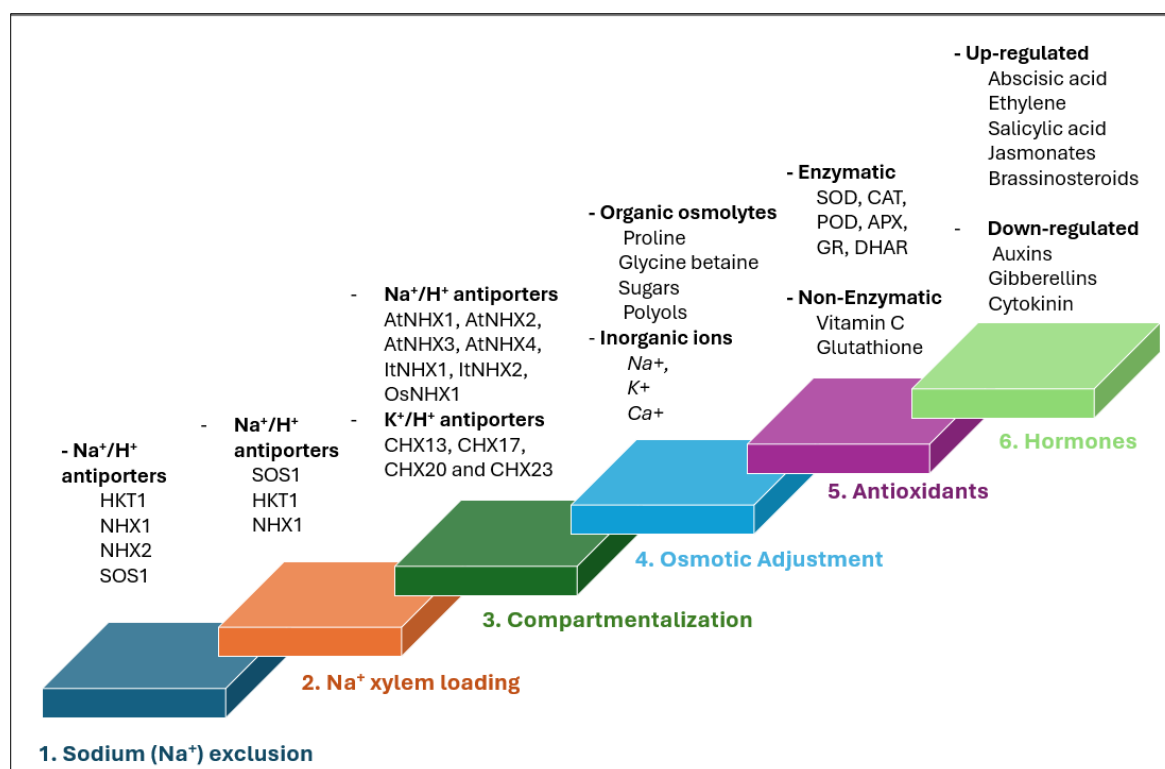 - Na⁺/H⁺
antiporters
HKT1
NHX1
NHX2
SOS1
1. Sodium (Na⁺) exclusion
- Na⁺/H⁺
antiporters
SOS1
HKT1
NHX1
2. Na⁺ xylem loading
- Na⁺/H⁺ antiporters
AtNHX1, AtNHX2,
AtNHX3, AtNHX4,
ItNHX1, ItNHX2,
OsNHX1
- K⁺/H⁺ antiporters
CHX13, CHX17,
CHX20 and CHX23
3. Compartmentalization
- Organic osmolytes
Proline
Glycine betaine
Sugars
Polyols
- Inorganic ions
Na+,
K+
Ca+
4. Osmotic Adjustment
- Enzymatic
SOD, CAT,
POD, APX,
GR, DHAR
- Non-Enzymatic
Vitamin C
Glutathione
5. Antioxidants
- Up-regulated
Abscisic acid
Ethylene
Salicylic acid
Jasmonates
Brassinosteroids
- Down-regulated
Auxins
Gibberellins
Cytokinin
6. Hormones